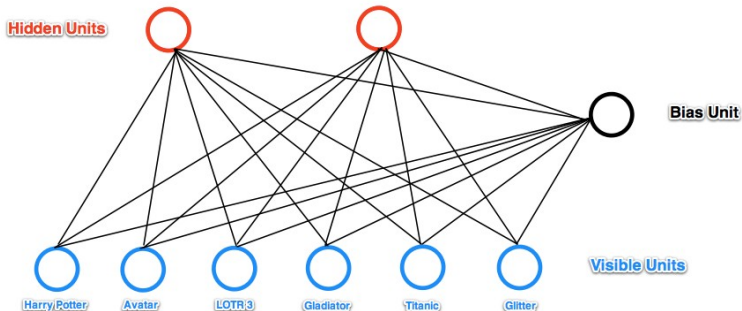 Hidden Units
Bias Unit
Visible Units
Harry Potter
Avatar
LOTR 3
Gladiator
Titanic
Glitter